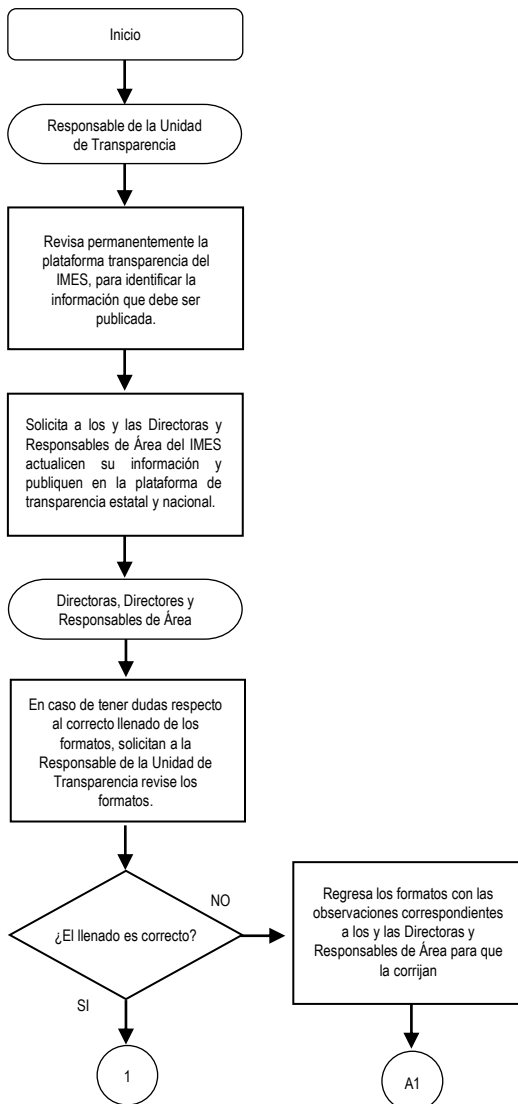 Inicio
Responsable de la Unidad
de Transparencia
Revisa permanentemente la
plataforma transparencia del
IMES, para identificar la
información que debe ser
publicada.
Solicita a los y las Directoras y
Responsables de Área del IMES
actualicen su información y
publiquen en la plataforma de
transparencia estatal y nacional.
Directoras, Directores y
Responsables de Área
En caso de tener dudas respecto
al correcto llenado de los
formatos, solicitan a la
Responsable de la Unidad de
Transparencia revise los
formatos.
¿El llenado es correcto?
NO
Regresa los formatos con las
observaciones correspondientes
a los y las Directoras y
Responsables de Área para que
la corrijan
SI
1
A1